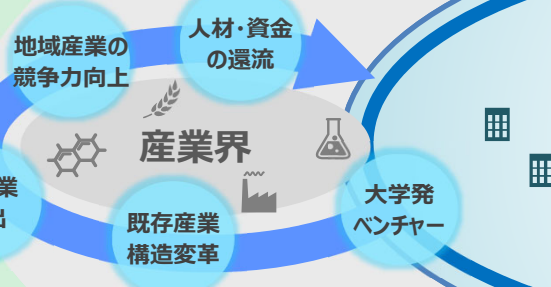 人材・資金
の還流
地域産業の
競争力向上
産業界
業
出
既存産業
構造変革
大学発
ベンチャー